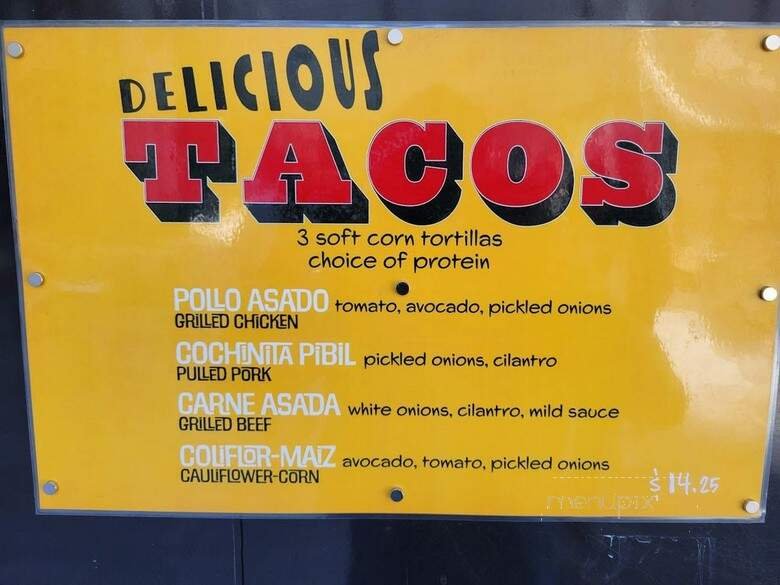 DELICIOUS
TACOS
3 soft corn tortillas
choice of protein
POLLO ASADO tomato, avocado, pickled onions
GRILLED CHICKEN
COCHINITA PIBIL pickled onions, cilantro
PULLED PORK
CARNE ASADA white onions, cilantro, mild sauce
GRILLED BEEF
COLIFLOR-MAIZ avocado, tomato, pickled onions
CAULIFLOWER-CORN
$ 14.25
menupix